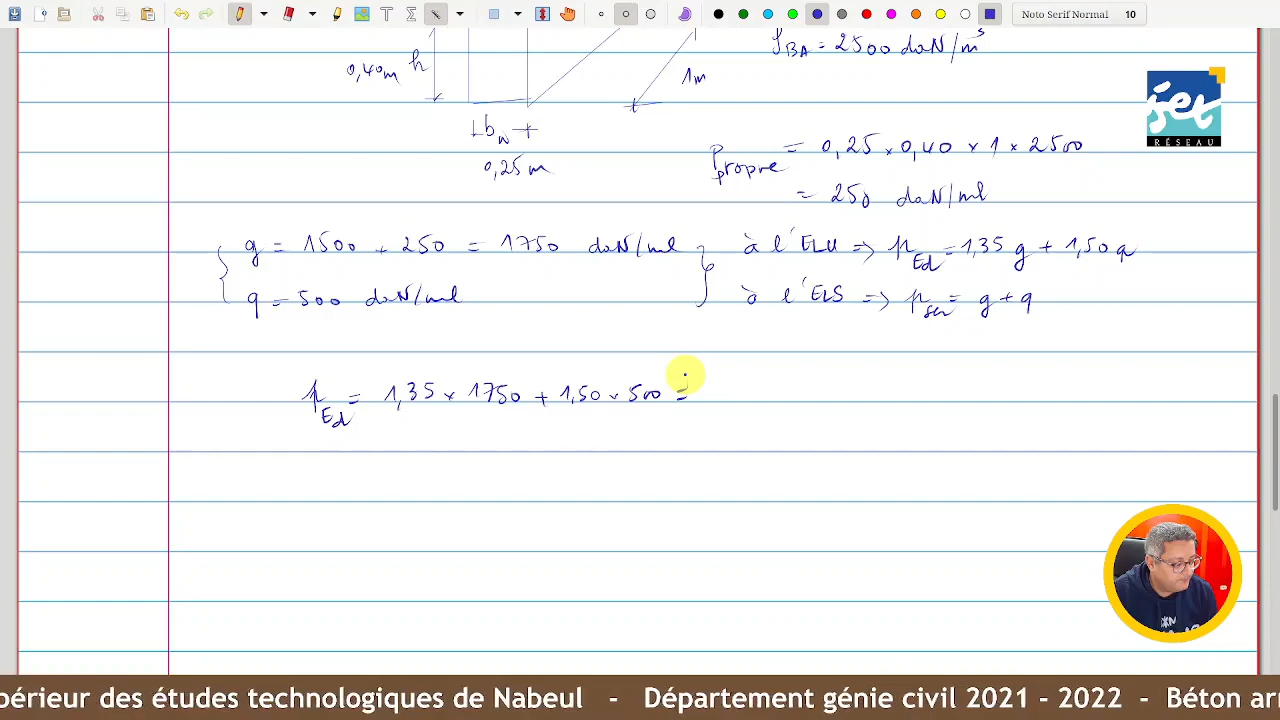 Noto Serif Normal 10
ρBA = 2500 daN/m³
0,40m h
1m
bw
0,25 m
Ppropre = 0,25 × 0,40 × 1 × 2500
= 250 daN/ml
g = 1500 + 250 = 1750 daN/ml à l'ELU => pEd = 1,35 g + 1,50 q
q = 500 daN/ml à l'ELS => pser = g + q
pEd = 1,35 × 1750 + 1,50 × 500 =
iset
RÉSEAU
périeur des études technologiques de Nabeul - Département génie civil 2021 - 2022 - Béton ar